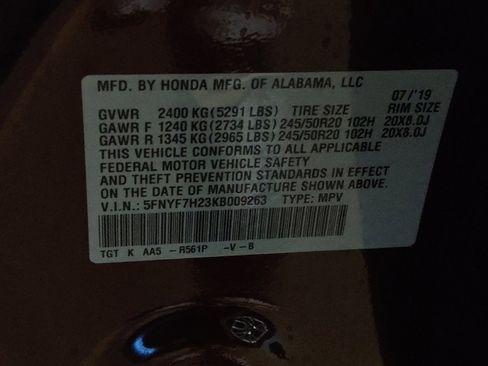 MFD. BY HONDA MFG. OF ALABAMA, LLC 07/'19
GVWR 2400 KG(5291 LBS) TIRE SIZE RIM SIZE
GAWR F 1240 KG(2734 LBS) 245/50R20 102H 20X8.0J
GAWR R 1345 KG(2965 LBS) 245/50R20 102H 20X8.0J
THIS VEHICLE CONFORMS TO ALL APPLICABLE
FEDERAL MOTOR VEHICLE SAFETY
AND THEFT PREVENTION STANDARDS IN EFFECT
ON THE DATE OF MANUFACTURE SHOWN ABOVE.
V.I.N.: 5FNYF7H23KB009263 TYPE: MPV
TGT K AA5 -R561P -V-B